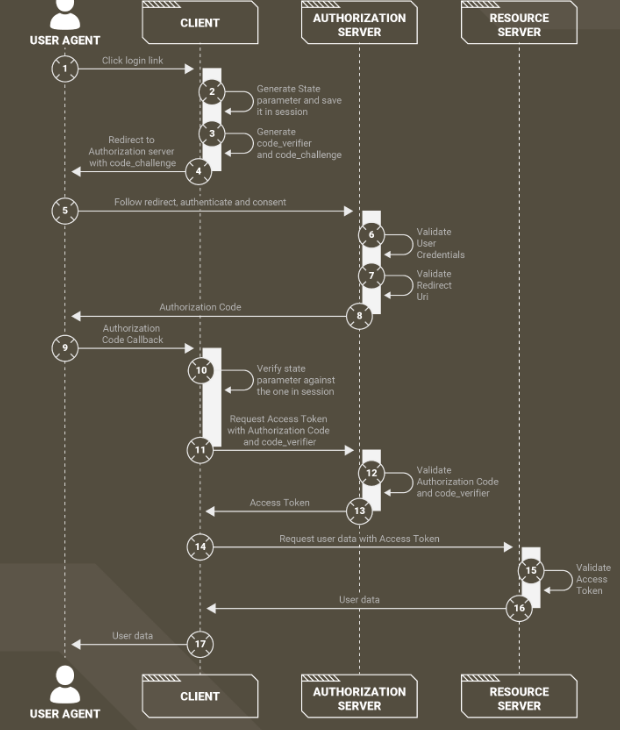 USER AGENT
CLIENT
AUTHORIZATION
SERVER
RESOURCE
SERVER
1
Click login link
2
Generate State
parameter and save
it in session
3
Generate
code_verifier
and code_challenge
Redirect to
Authorization server
with code_challenge
4
5
Follow redirect, authenticate and consent
6
Validate
User
Credentials
7
Validate
Redirect
Uri
Authorization Code
8
9
Authorization
Code Callback
10
Verify state
parameter against
the one in session
Request Access Token
with Authorization Code
and code_verifier
11
12
Validate
Authorization Code
and code_verifier
Access Token
13
14
Request user data with Access Token
15
Validate
Access
Token
User data
16
User data
17
USER AGENT
CLIENT
AUTHORIZATION
SERVER
RESOURCE
SERVER